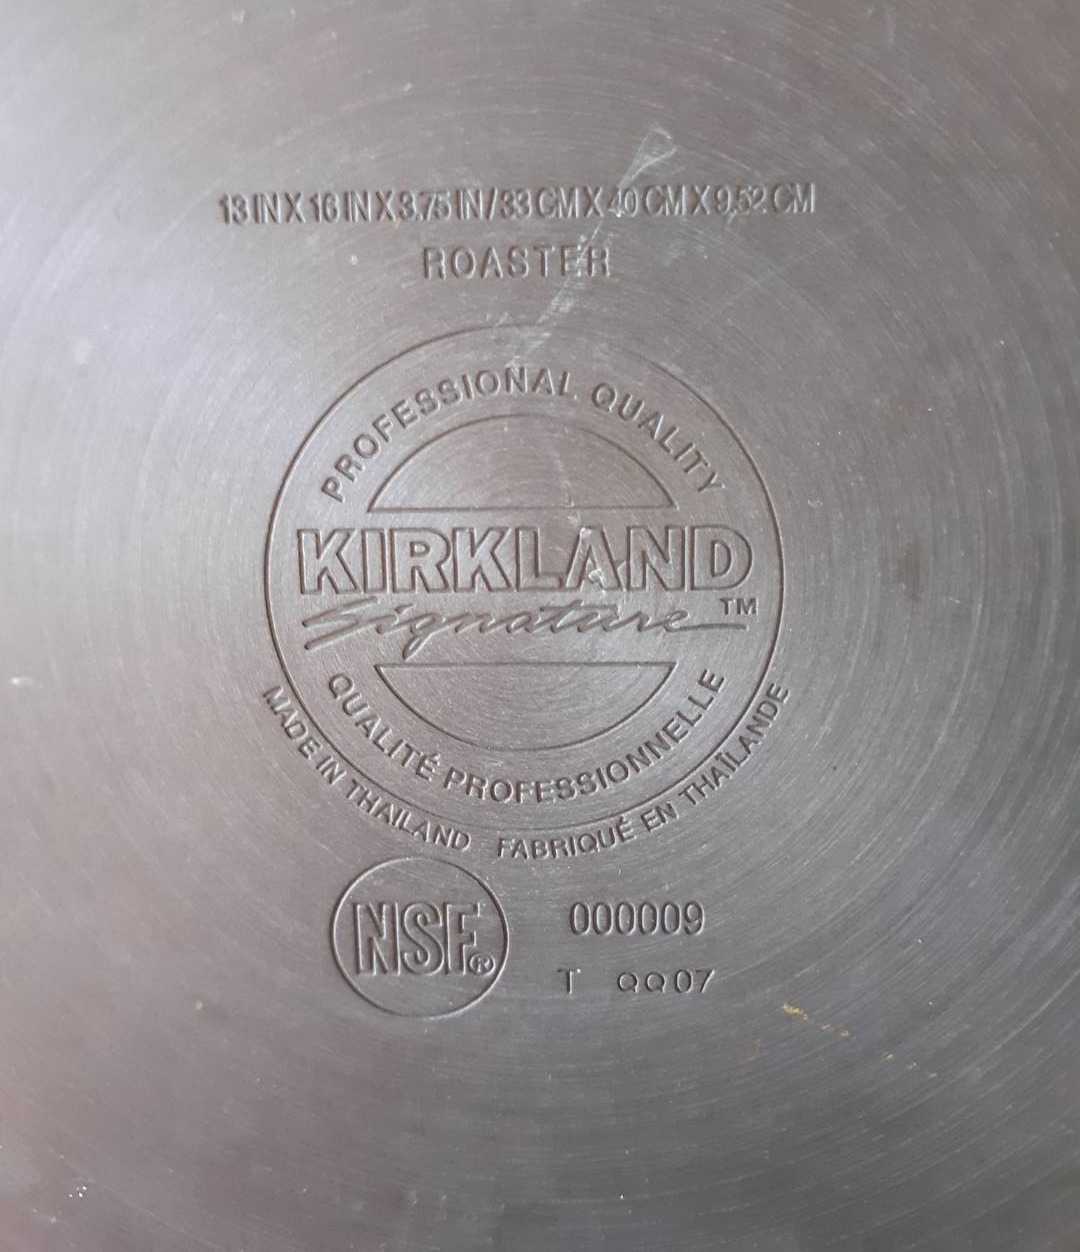 13 IN X 16 IN X 3.75 IN / 33 CM X 40 CM X 9.52 CM
ROASTER
PROFESSIONAL QUALITY
KIRKLAND
Signature™
QUALITÉ PROFESSIONNELLE
MADE IN THAILAND FABRIQUÉ EN THAÏLANDE
NSF®
000009
T QQ07